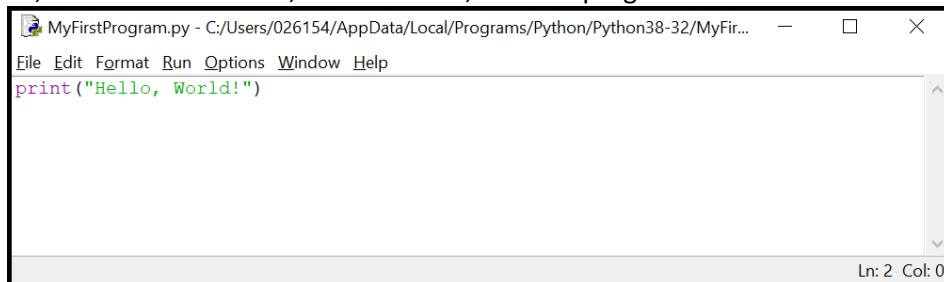 MyFirstProgram.py - C:/Users/026154/AppData/Local/Programs/Python/Python38-32/MyFir...
File Edit Format Run Options Window Help
print("Hello, World!")
Ln: 2 Col: 0